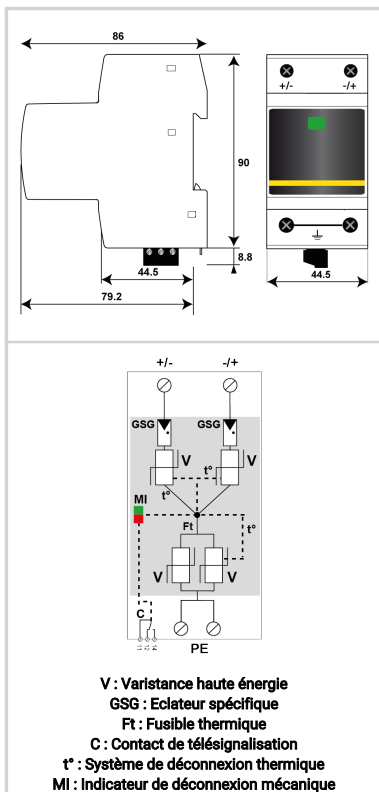 86
+/-
-/+
90
8.8
44.5
79.2
44.5
+/-
-/+
GSG
GSG
V
V
t°
t°
MI
Ft
t°
V
V
C
PE
V : Varistance haute énergie
GSG : Eclateur spécifique
Ft : Fusible thermique
C : Contact de télésignalisation
t° : Système de déconnexion thermique
MI : Indicateur de déconnexion mécanique